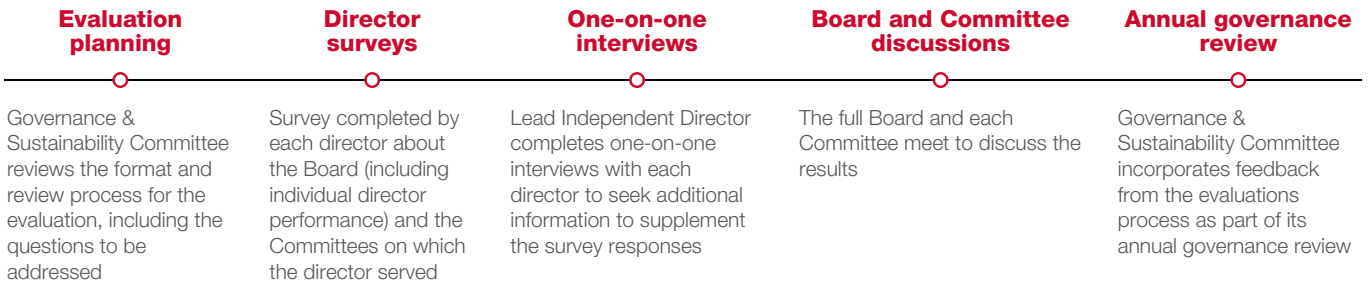 Evaluation
planning
Governance &
Sustainability Committee
reviews the format and
review process for the
evaluation, including the
questions to be
addressed
Director
surveys
Survey completed by
each director about
the Board (including
individual director
performance) and the
Committees on which
the director served
One-on-one
interviews
Lead Independent Director
completes one-on-one
interviews with each
director to seek additional
information to supplement
the survey responses
Board and Committee
discussions
The full Board and each
Committee meet to discuss the
results
Annual governance
review
Governance &
Sustainability Committee
incorporates feedback
from the evaluations
process as part of its
annual governance review